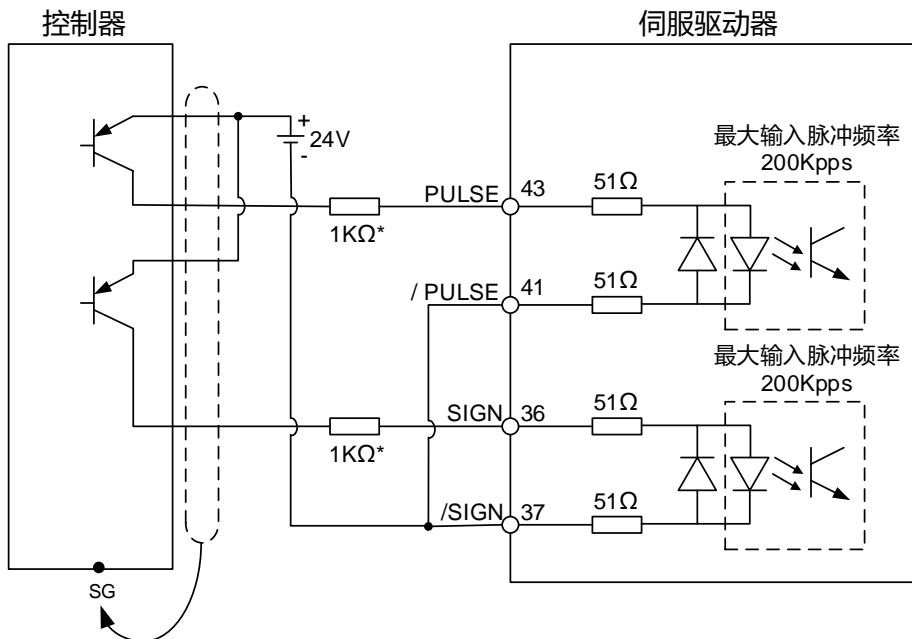 控制器
伺服驱动器
+
24V
-
最大输入脉冲频率
200Kpps
PULSE
43
51Ω
1KΩ*
/ PULSE
41
51Ω
最大输入脉冲频率
200Kpps
SIGN
36
51Ω
1KΩ*
/SIGN
37
51Ω
SG